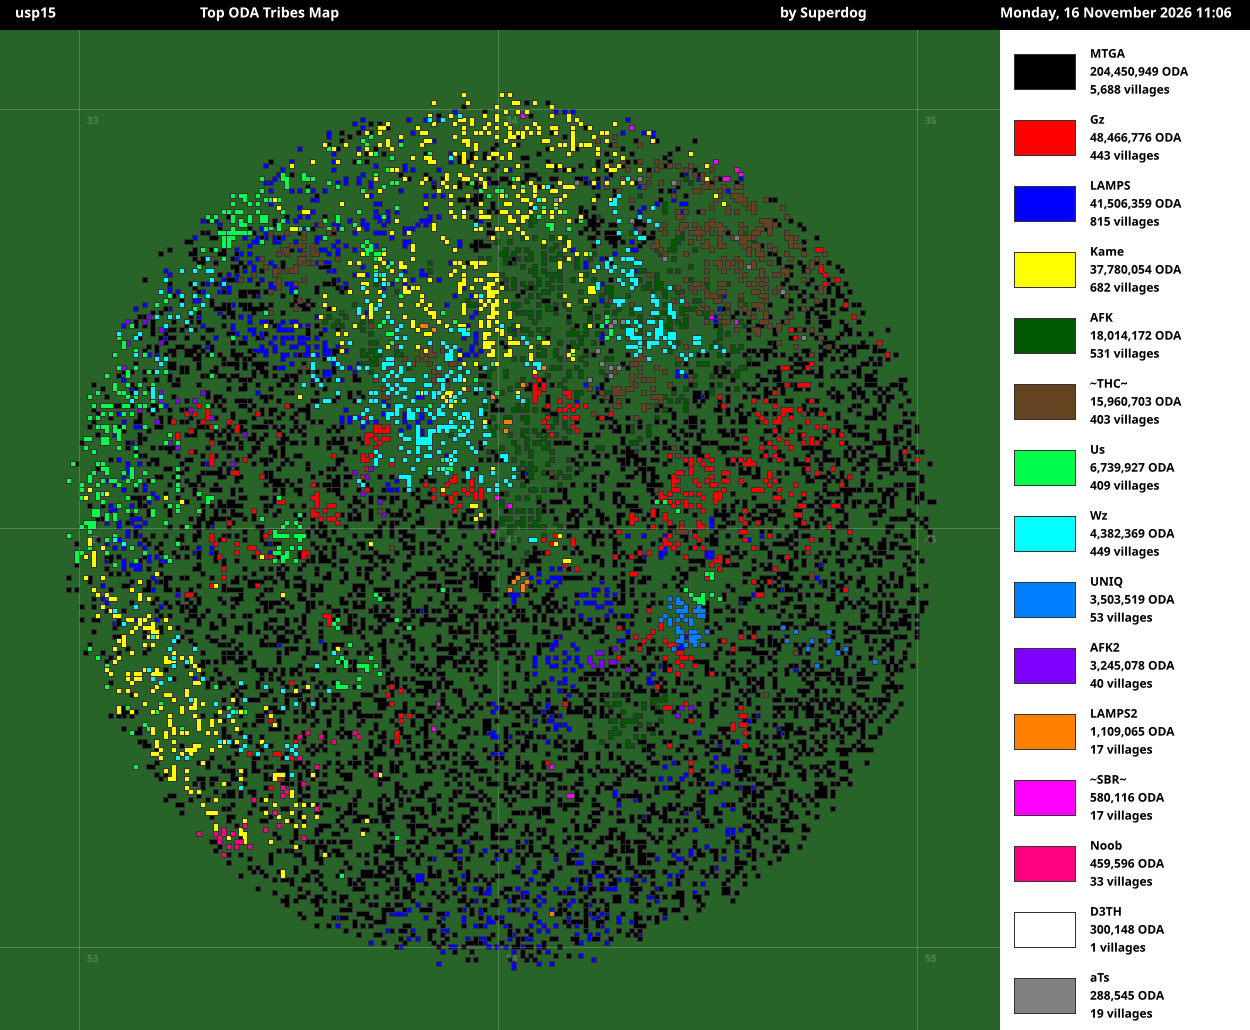 usp15 Top ODA Tribes Map by Superdog Monday, 16 November 2026 11:06
MTGA
204,450,949 ODA
5,688 villages
Gz
48,466,776 ODA
443 villages
LAMPS
41,506,359 ODA
815 villages
Kame
37,780,054 ODA
682 villages
AFK
18,014,172 ODA
531 villages
~THC~
15,960,703 ODA
403 villages
Us
6,739,927 ODA
409 villages
Wz
4,382,369 ODA
449 villages
UNIQ
3,503,519 ODA
53 villages
AFK2
3,245,078 ODA
40 villages
LAMPS2
1,109,065 ODA
17 villages
~SBR~
580,116 ODA
17 villages
Noob
459,596 ODA
33 villages
D3TH
300,148 ODA
1 villages
aTs
288,545 ODA
19 villages
33 34 35
44
53 55